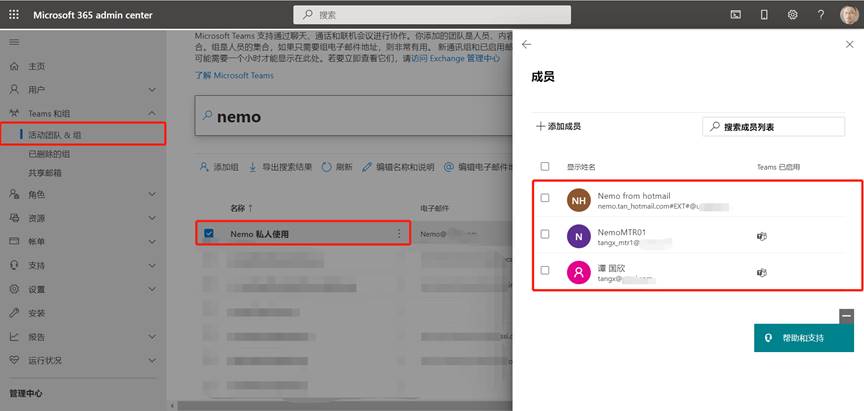 Microsoft 365 admin center
搜索
主页
用户
Teams 和组
活动团队 & 组
已删除的组
共享邮箱
角色
资源
帐单
支持
设置
安装
报告
运行状况
管理中心
Microsoft Teams 支持通过聊天、通话和联机会议进行协作。你添加的团队是人员、内容
合。组是人员的集合，如果只需要组电子邮件地址，则非常有用。 新通讯组和已启用邮
可能需要一个小时才能显示在此处。若要立即查看它们，请访问 Exchange 管理中心
了解 Microsoft Teams
nemo
添加组
导出搜索结果
刷新
编辑名称和说明
编辑电子邮件地
名称 ↑
电子邮件
Nemo 私人使用
Nemo@
成员
添加成员
搜索成员列表
显示姓名
Teams 已启用
NH
Nemo from hotmail
nemo.tan_hotmail.com#EXT#@u
N
NemoMTR01
tangx_mtr1@
谭 国欣
tangx@
帮助和支持